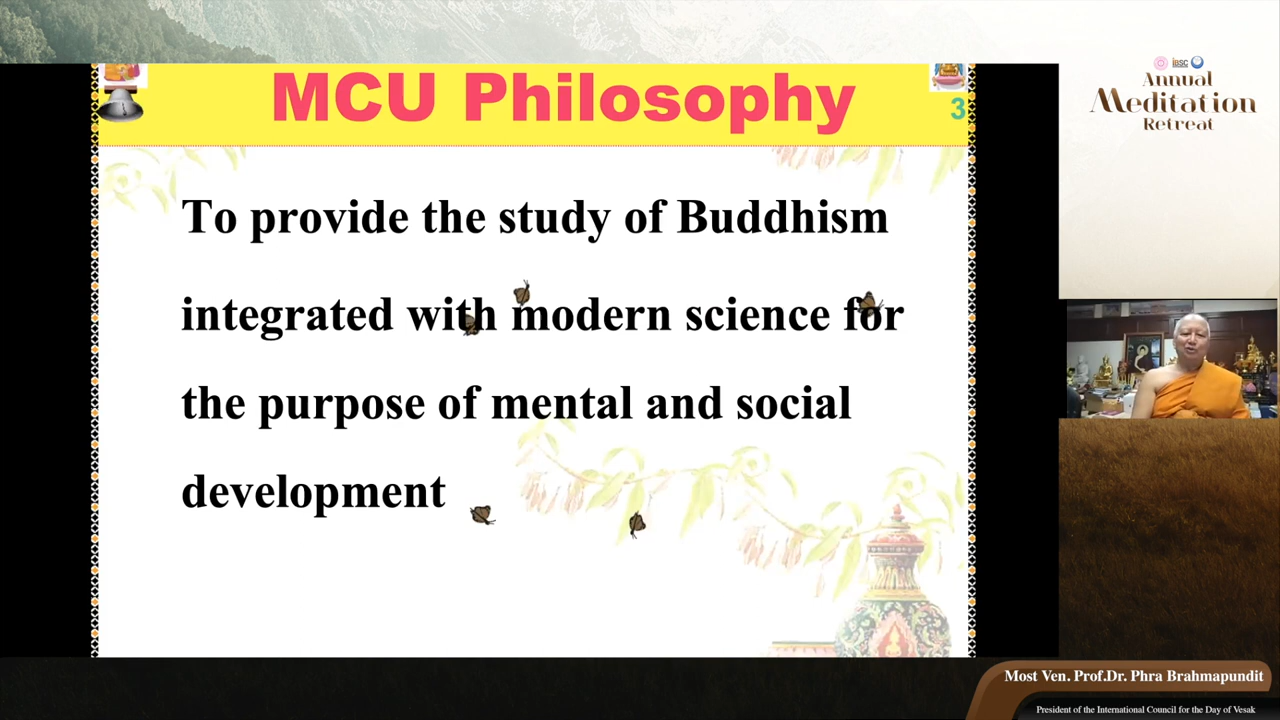 MCU Philosophy
3
To provide the study of Buddhism
integrated with modern science for
the purpose of mental and social
development
IBSC
Annual
Meditation
Retreat
Most Ven. Prof.Dr. Phra Brahmapundit
President of the International Council for the Day of Vesak